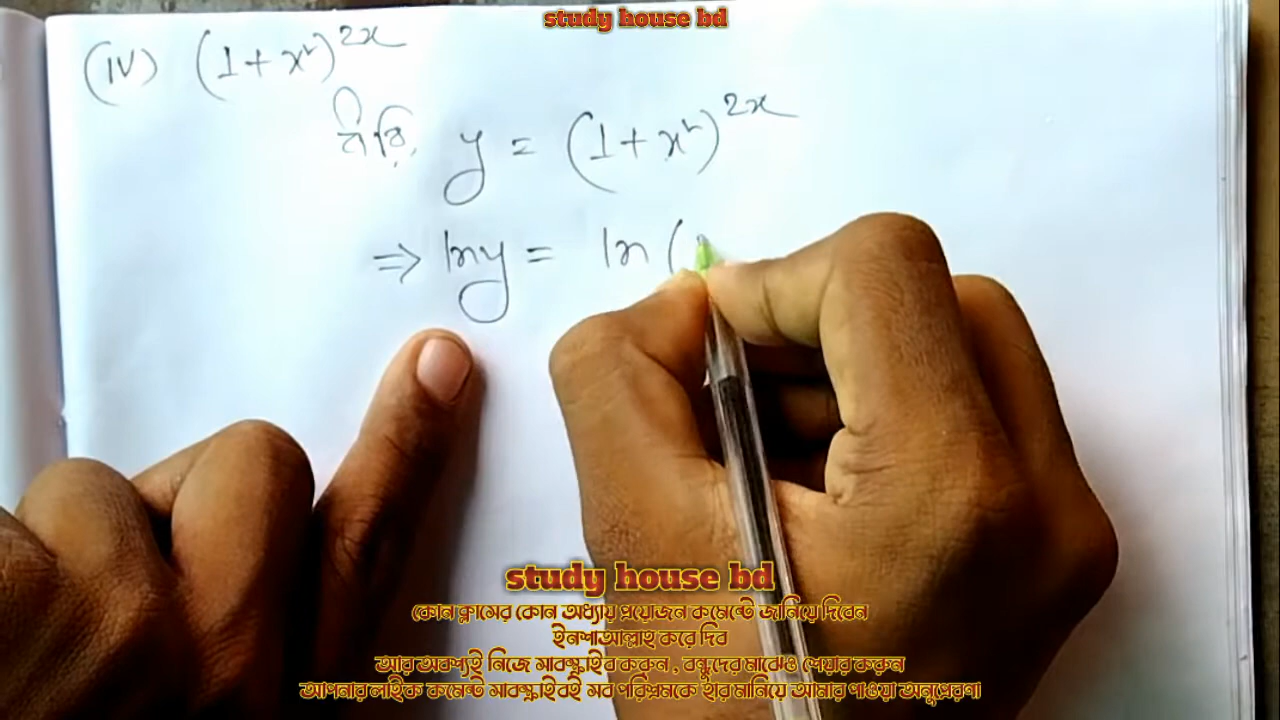 study house bd
(iv) (1+x²)^2x
ধরি, y = (1+x²)^2x
⇒ lny = ln (
study house bd
কোন ক্লাসের কোন অধ্যায় প্রয়োজন কমেন্টে জানিয়ে দিবেন
ইনশাআল্লাহ করে দিব
আর অবশ্যই নিজে সাবস্ক্রাইব করুন , বন্ধুদের মাঝেও শেয়ার করুন
আপনার লাইক কমেন্ট সাবস্ক্রাইবই সব পরিশ্রমকে হার মানিয়ে আমার পাওয়া অনুপ্রেরণা